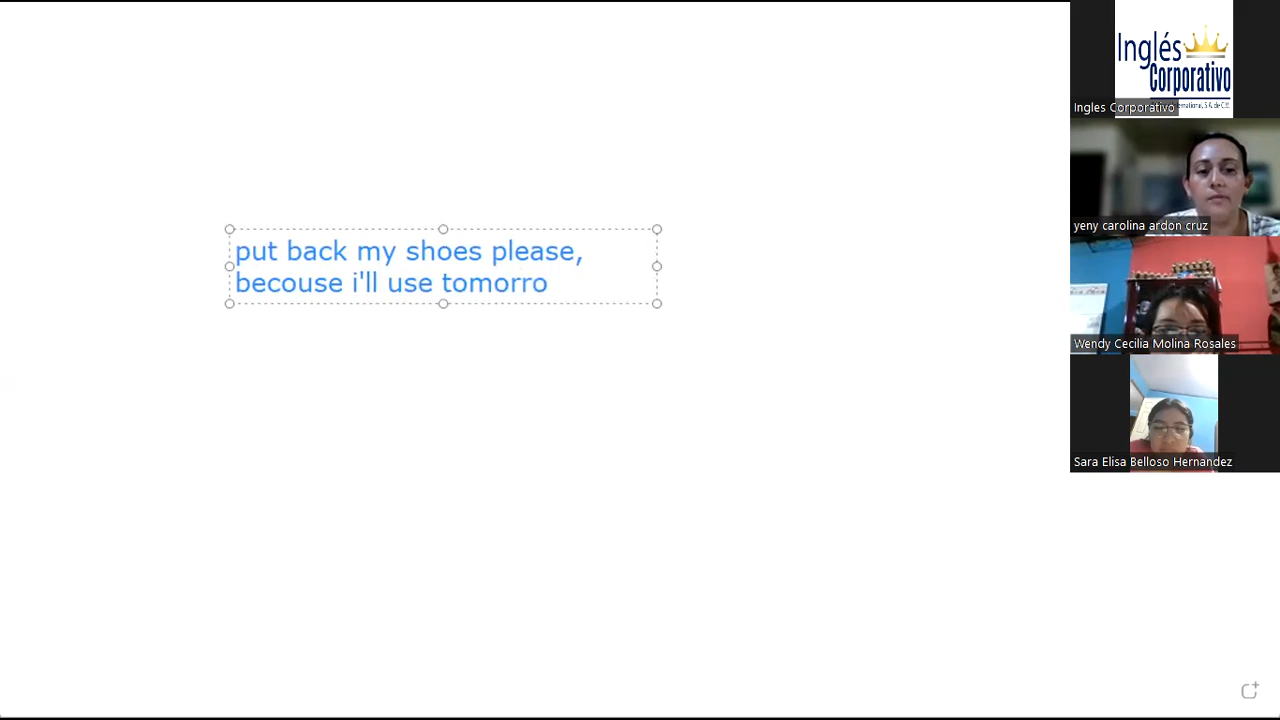 put back my shoes please,
becouse i'll use tomorro
Inglés
Corporativo
Ingles Corporativo
yeny carolina ardon cruz
Wendy Cecilia Molina Rosales
Sara Elisa Belloso Hernandez